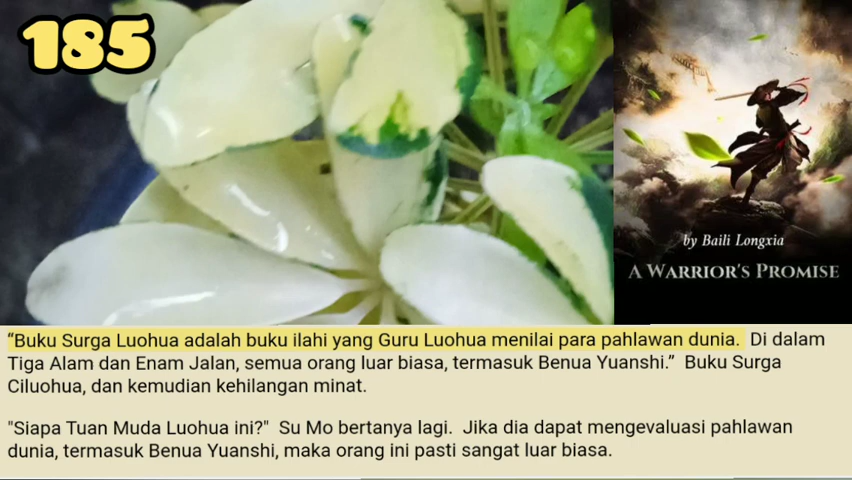 185
by Baili Longxia
A WARRIOR'S PROMISE
“Buku Surga Luohua adalah buku ilahi yang Guru Luohua menilai para pahlawan dunia.  Di dalam
Tiga Alam dan Enam Jalan, semua orang luar biasa, termasuk Benua Yuanshi.”  Buku Surga
Ciluohua, dan kemudian kehilangan minat.
"Siapa Tuan Muda Luohua ini?"  Su Mo bertanya lagi.  Jika dia dapat mengevaluasi pahlawan
dunia, termasuk Benua Yuanshi, maka orang ini pasti sangat luar biasa.